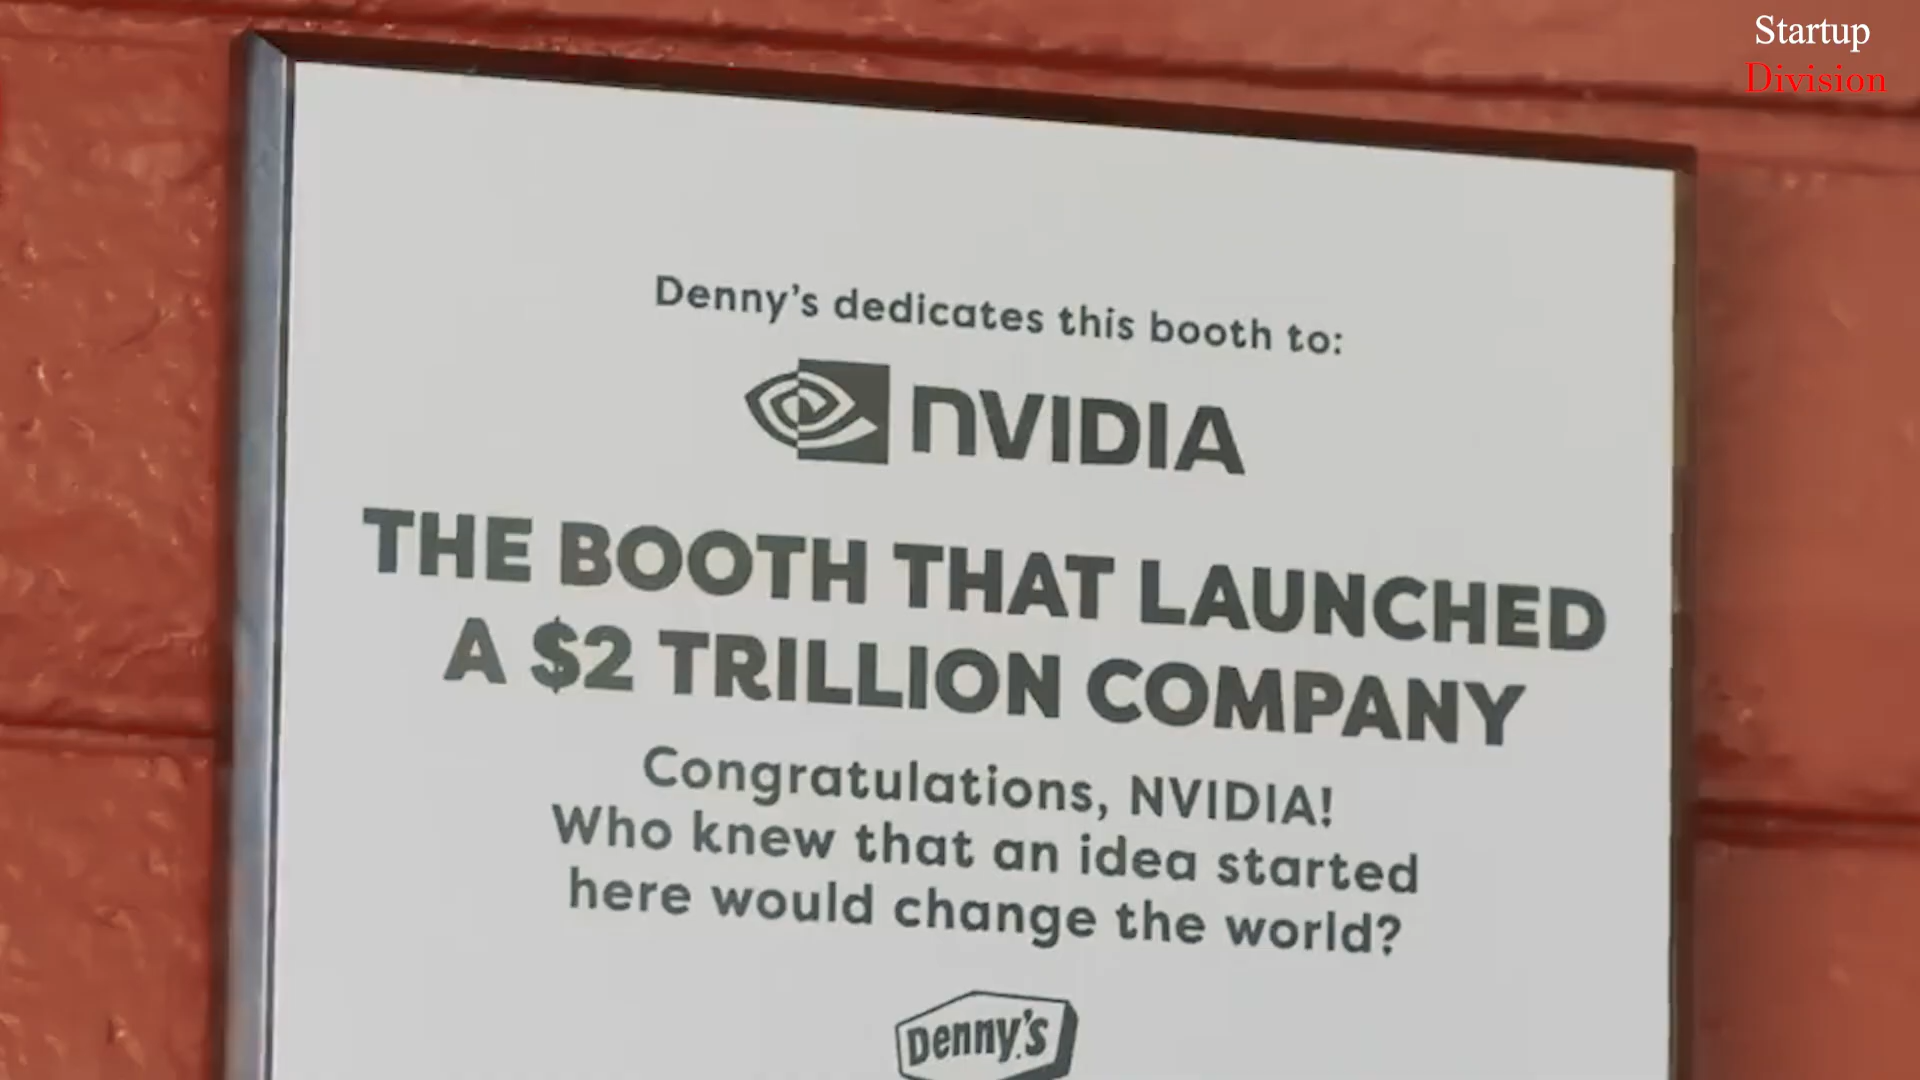 Startup
Division
Denny's dedicates this booth to:
NVIDIA
THE BOOTH THAT LAUNCHED
A $2 TRILLION COMPANY
Congratulations, NVIDIA!
Who knew that an idea started
here would change the world?
Denny's